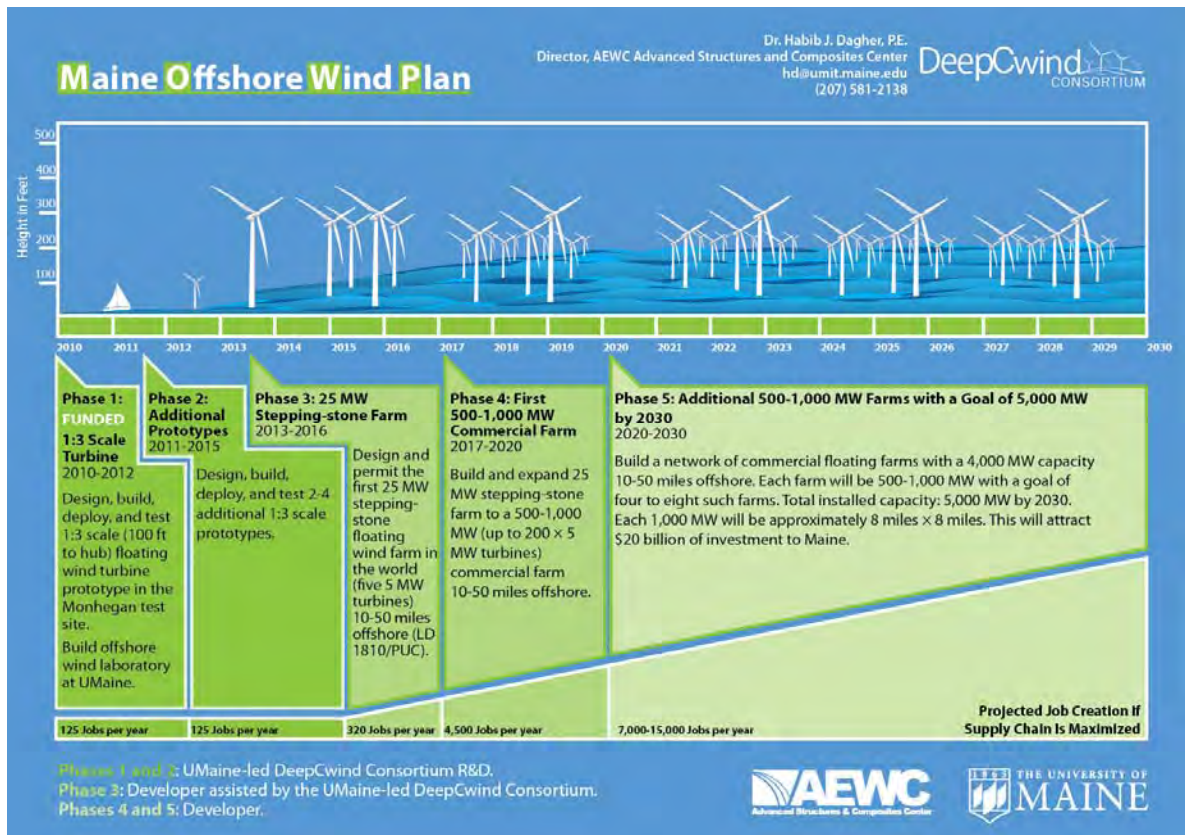 Maine Offshore Wind Plan
Dr. Habib J. Dagher, P.E.
Director, AEWC Advanced Structures and Composites Center
hd@umit.maine.edu
(207) 581-2138
DeepCwind
CONSORTIUM
Height in Feet
500
400
300
200
100
2010 2011 2012 2013 2014 2015 2016 2017 2018 2019 2020 2021 2022 2023 2024 2025 2026 2027 2028 2029 2030
Phase 1:
FUNDED
1:3 Scale
Turbine
2010-2012
Design, build,
deploy, and test
1:3 scale (100 ft
to hub) floating
wind turbine
prototype in the
Monhegan test
site.
Build offshore
wind laboratory
at UMaine.
Phase 2:
Additional
Prototypes
2011-2015
Design, build,
deploy, and test 2-4
additional 1:3 scale
prototypes.
Phase 3: 25 MW
Stepping-stone Farm
2013-2016
Design and
permit the
first 25 MW
stepping-
stone
floating
wind farm in
the world
(five 5 MW
turbines)
10-50 miles
offshore (LD
1810/PUC).
Phase 4: First
500-1,000 MW
Commercial Farm
2017-2020
Build and expand 25
MW stepping-stone
farm to a 500-1,000
MW (up to 200 × 5
MW turbines)
commercial farm
10-50 miles offshore.
Phase 5: Additional 500-1,000 MW Farms with a Goal of 5,000 MW
by 2030
2020-2030
Build a network of commercial floating farms with a 4,000 MW capacity
10-50 miles offshore. Each farm will be 500-1,000 MW with a goal of
four to eight such farms. Total installed capacity: 5,000 MW by 2030.
Each 1,000 MW will be approximately 8 miles × 8 miles. This will attract
$20 billion of investment to Maine.
125 Jobs per year
125 Jobs per year
320 Jobs per year
4,500 Jobs per year
7,000-15,000 Jobs per year
Projected Job Creation If
Supply Chain Is Maximized
Phases 1 and 2: UMaine-led DeepCwind Consortium R&D.
Phase 3: Developer assisted by the UMaine-led DeepCwind Consortium.
Phases 4 and 5: Developer.
AEWC
Advanced Structures & Composites Center
1865
THE UNIVERSITY OF
MAINE